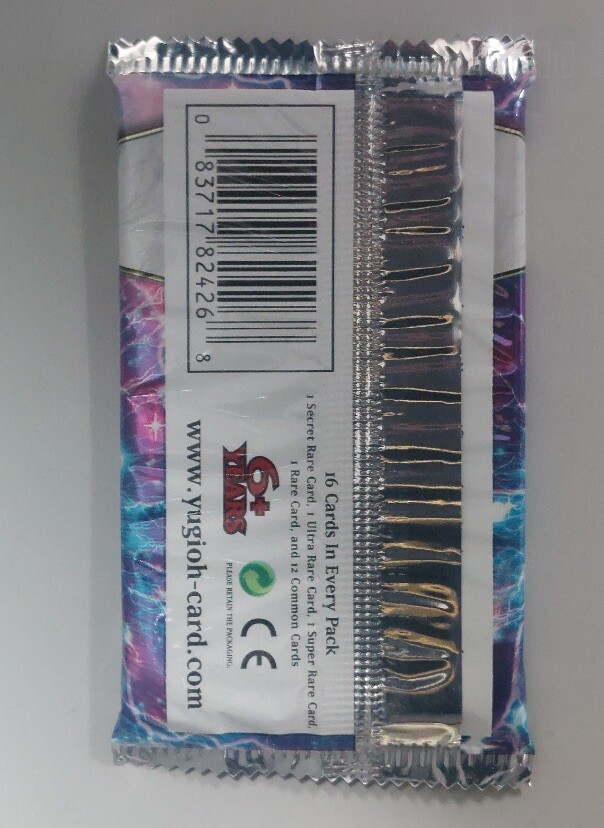 0 83717 82426 8
16 Cards In Every Pack
1 Secret Rare Card, 1 Ultra Rare Card, 1 Super Rare Card,
1 Rare Card, and 12 Common Cards
6+
YEARS
CE
PLEASE RETAIN THE PACKAGING.
www.yugioh-card.com